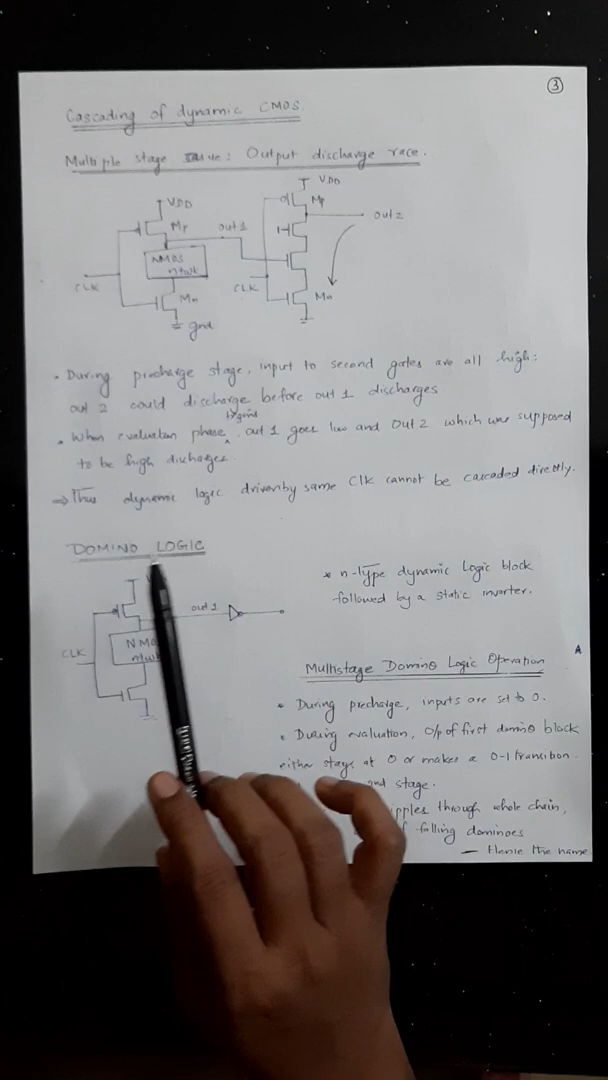 3
Cascading of dynamic CMOS.
Multiple stage issue: Output discharge race.
VDD
VDD
Mp
Mp
out 1
out 2
NMOS
ntwk
CLK
CLK
Mn
Mn
gnd
• During precharge stage, input to second gates are all high:
out 2 could discharge before out 1 discharges
• When evaluation phase begins, out 1 goes low and Out 2 which was supposed
to be high discharges.
⇒ Thus dynamic logic driven by same Clk cannot be cascaded directly.
DOMINO LOGIC
out 1
CLK
NMO
ntwk
* n-type dynamic Logic block
followed by a static inverter.
A
Multistage Domino Logic Operation
• During precharge, inputs are set to 0.
• During evaluation, O/p of first domino block
either stays at 0 or makes a 0-1 transition.
stage.
ripples through whole chain,
of falling dominoes
— Hence the name